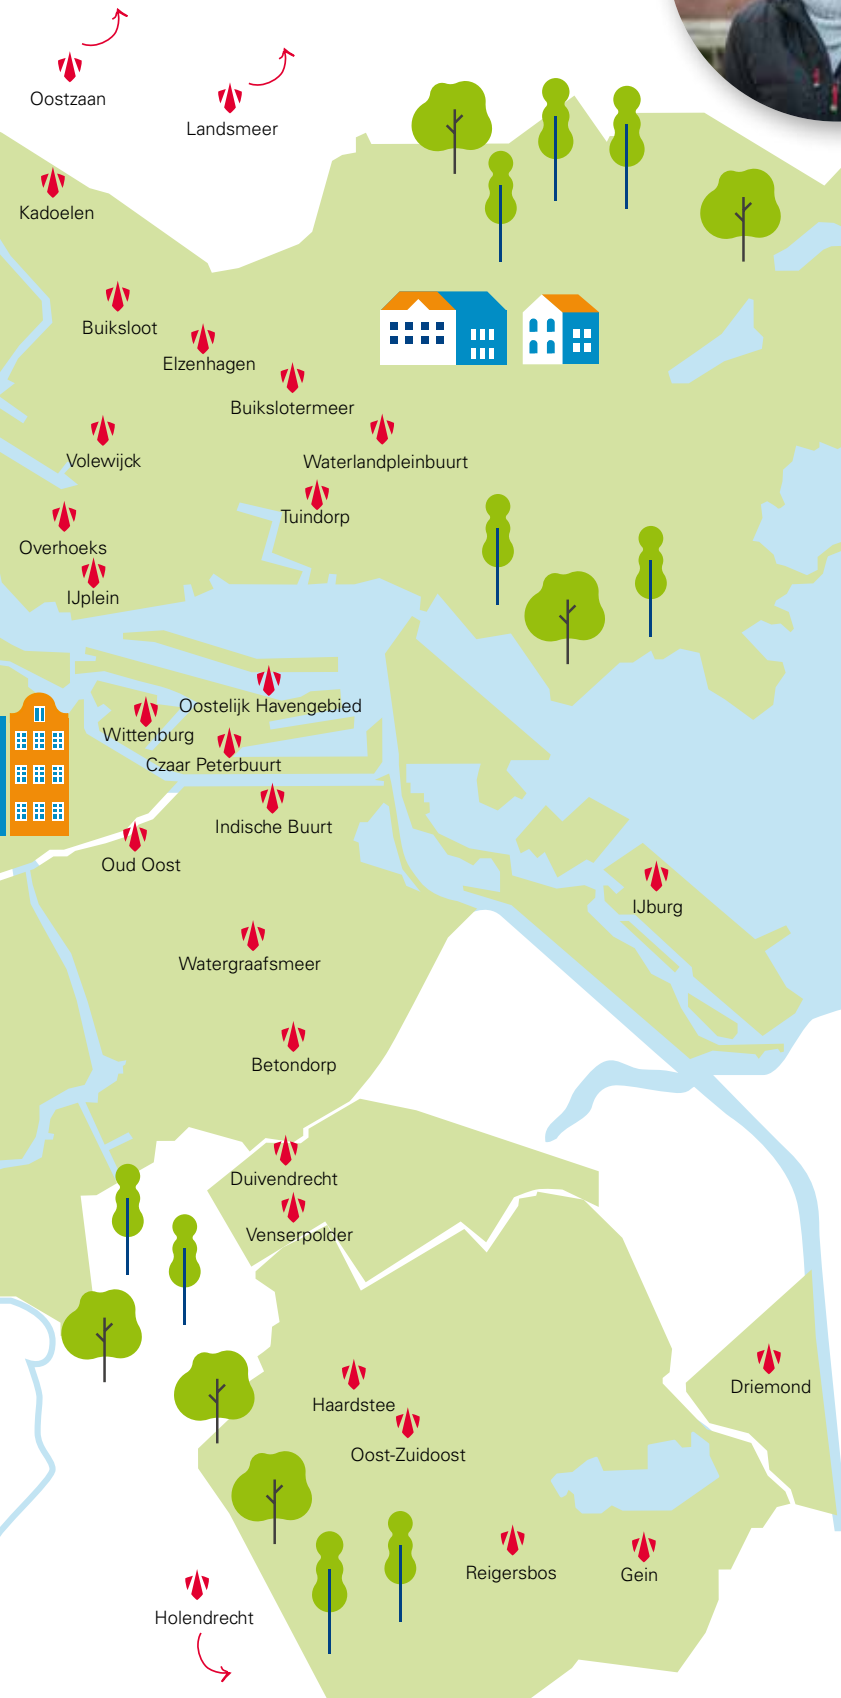 Oostzaan
Landsmeer
Kadoelen
Buiksloot
Elzenhagen
Buikslotermeer
Volewijck
Waterlandpleinbuurt
Tuindorp
Overhoeks
IJplein
Oostelijk Havengebied
Wittenburg
Czaar Peterbuurt
Indische Buurt
Oud Oost
IJburg
Watergraafsmeer
Betondorp
Duivendrecht
Venserpolder
Driemond
Haardstee
Oost-Zuidoost
Reigersbos
Gein
Holendrecht